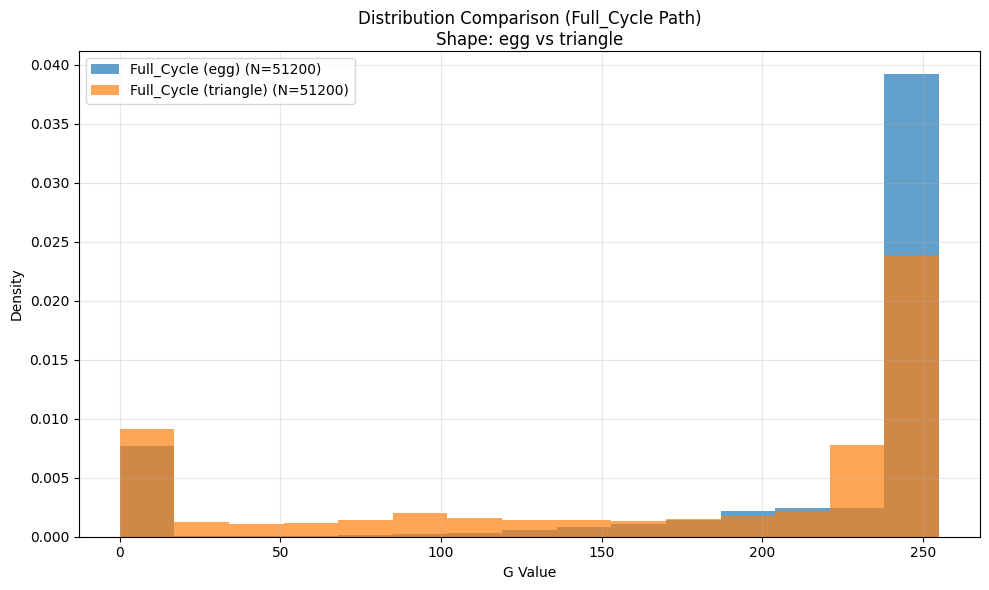 Distribution Comparison (Full_Cycle Path)
Shape: egg vs triangle
Full_Cycle (egg) (N=51200)
Full_Cycle (triangle) (N=51200)
Density
0.040
0.035
0.030
0.025
0.020
0.015
0.010
0.005
0.000
0 50 100 150 200 250
G Value